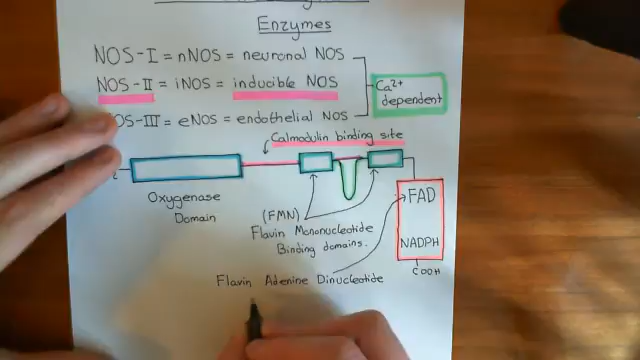 Enzymes
NOS-I = nNOS = neuronal NOS
NOS-II = iNOS = inducible NOS
Ca2+
dependent
OS-III = eNOS = endothelial NOS
Calmodulin binding site
Oxygenase
Domain
(FMN)
Flavin Mononucleotide
Binding domains.
FAD
NADPH
COOH
Flavin Adenine Dinucleotide